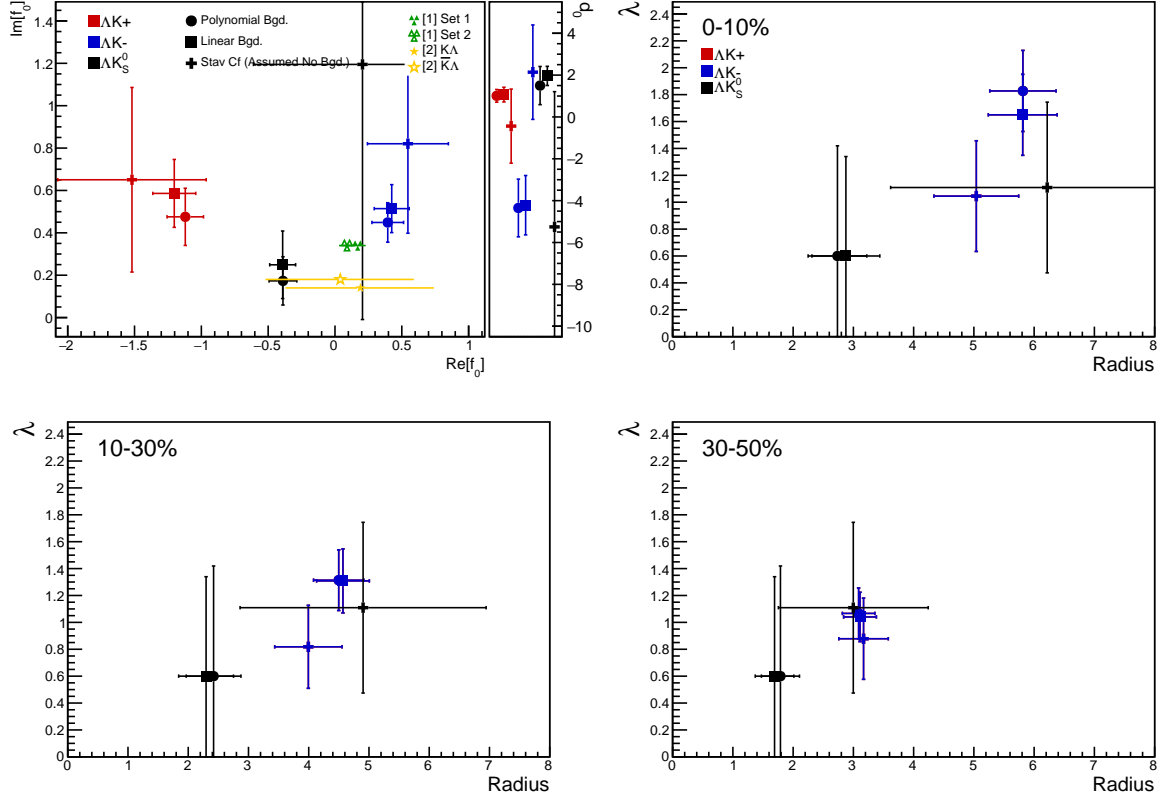 Im[f₀]
1.4
1.2
1
0.8
0.6
0.4
0.2
0
−2
−1.5
−1
−0.5
0
0.5
1
Re[f₀]
ΛK+
ΛK-
ΛK⁰S
Polynomial Bgd.
Linear Bgd.
Stav Cf (Assumed No Bgd.)
[1] Set 1
[1] Set 2
[2] KΛ
[2] K̅Λ
d₀
4
2
0
−2
−4
−6
−8
−10
λ
0-10%
ΛK+
ΛK-
ΛK⁰S
2.4
2.2
2
1.8
1.6
1.4
1.2
1
0.8
0.6
0.4
0.2
0
0 1 2 3 4 5 6 7 8
Radius
λ
10-30%
2.4
2.2
2
1.8
1.6
1.4
1.2
1
0.8
0.6
0.4
0.2
0
0 1 2 3 4 5 6 7 8
Radius
λ
30-50%
2.4
2.2
2
1.8
1.6
1.4
1.2
1
0.8
0.6
0.4
0.2
0
0 1 2 3 4 5 6 7 8
Radius